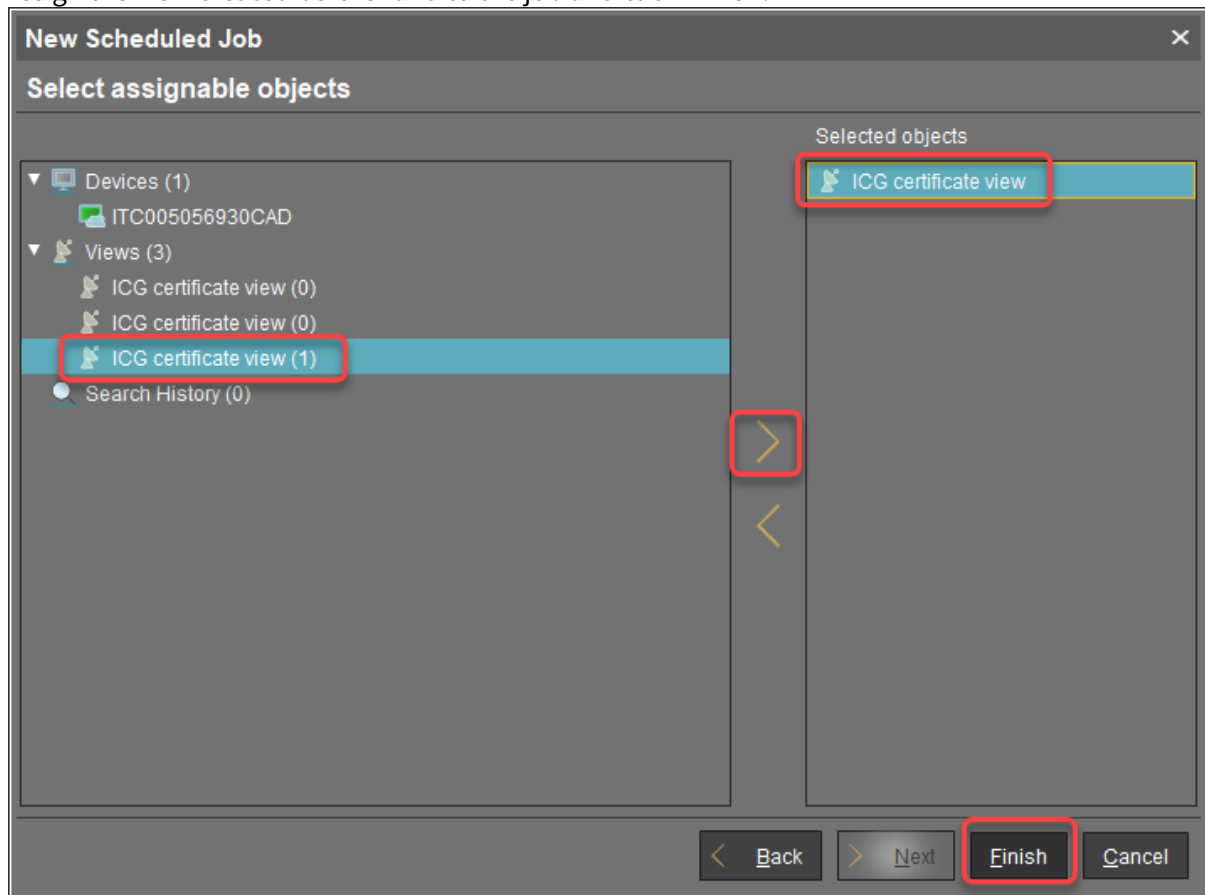 New Scheduled Job
Select assignable objects
Selected objects
Devices (1)
ITC005056930CAD
Views (3)
ICG certificate view (0)
ICG certificate view (0)
ICG certificate view (1)
Search History (0)
ICG certificate view
Back
Next
Finish
Cancel